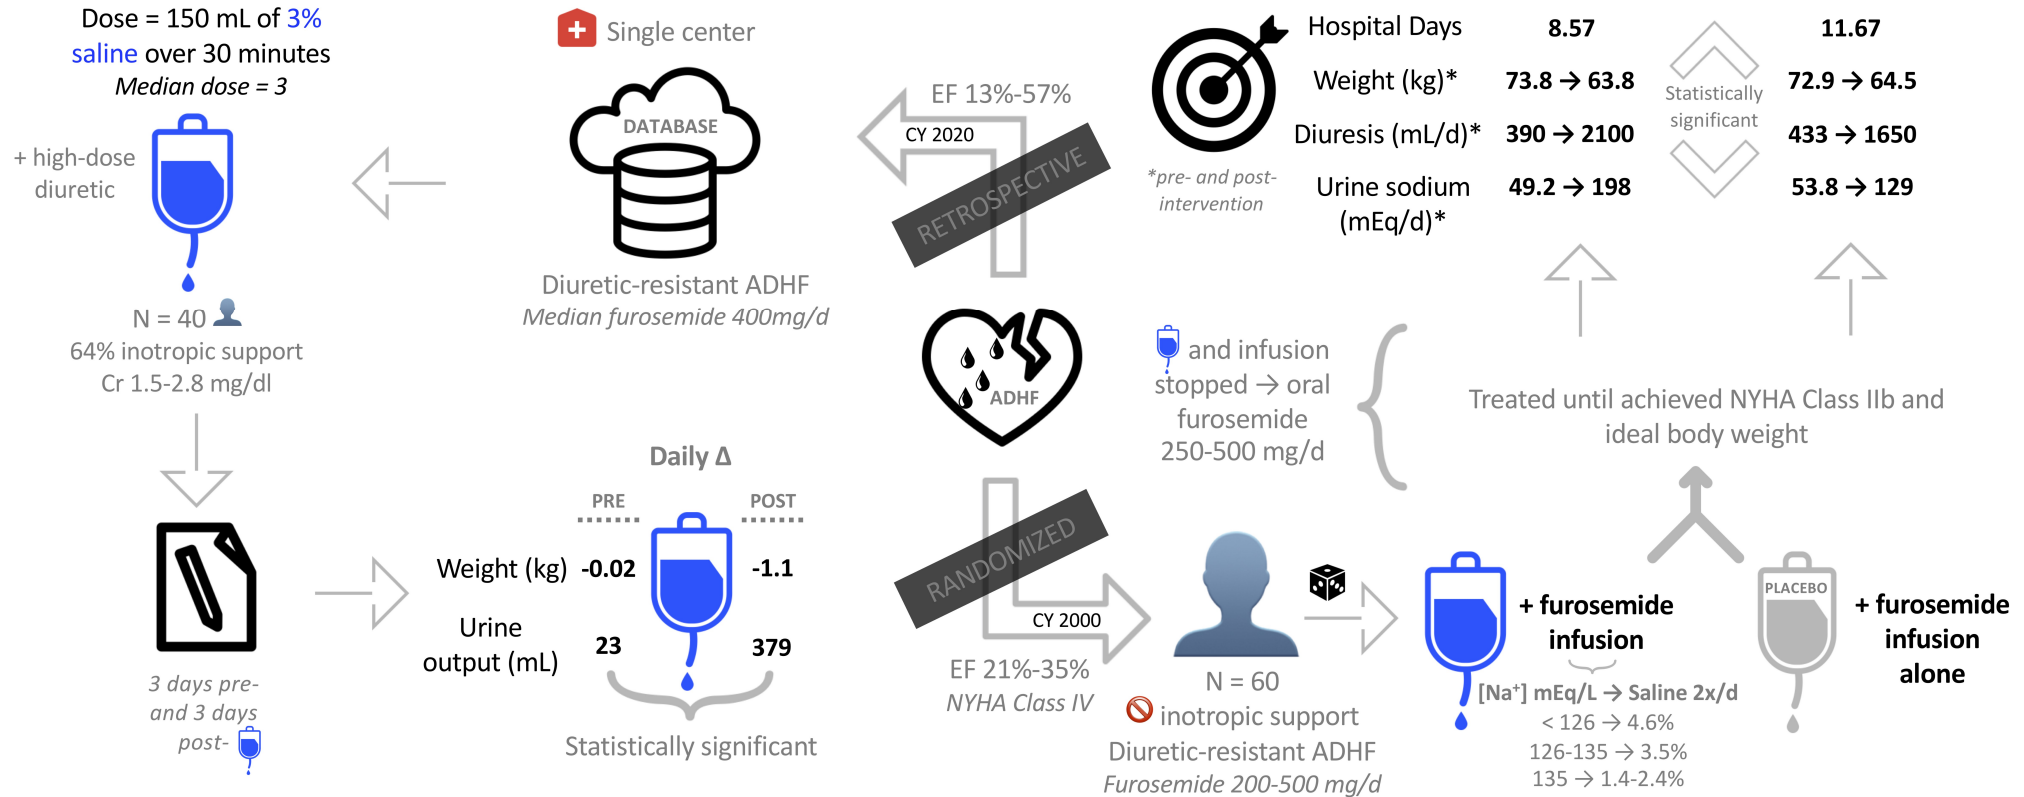 Dose = 150 mL of 3%
saline over 30 minutes
Median dose = 3
+ high-dose
diuretic
N = 40
64% inotropic support
Cr 1.5-2.8 mg/dl
3 days pre-
and 3 days
post-
Single center
DATABASE
Diuretic-resistant ADHF
Median furosemide 400mg/d
Daily Δ
PRE
POST
Weight (kg)
-0.02
-1.1
Urine
output (mL)
23
379
Statistically significant
EF 13%-57%
CY 2020
RETROSPECTIVE
ADHF
RANDOMIZED
CY 2000
EF 21%-35%
NYHA Class IV
N = 60
inotropic support
Diuretic-resistant ADHF
Furosemide 200-500 mg/d
and infusion
stopped → oral
furosemide
250-500 mg/d
+ furosemide
infusion
[Na⁺] mEq/L → Saline 2x/d
< 126 → 4.6%
126-135 → 3.5%
135 → 1.4-2.4%
PLACEBO
+ furosemide
infusion
alone
Treated until achieved NYHA Class IIb and
ideal body weight
*pre- and post-
intervention
Hospital Days
8.57
11.67
Weight (kg)*
73.8 → 63.8
72.9 → 64.5
Statistically
significant
Diuresis (mL/d)*
390 → 2100
433 → 1650
Urine sodium
(mEq/d)*
49.2 → 198
53.8 → 129